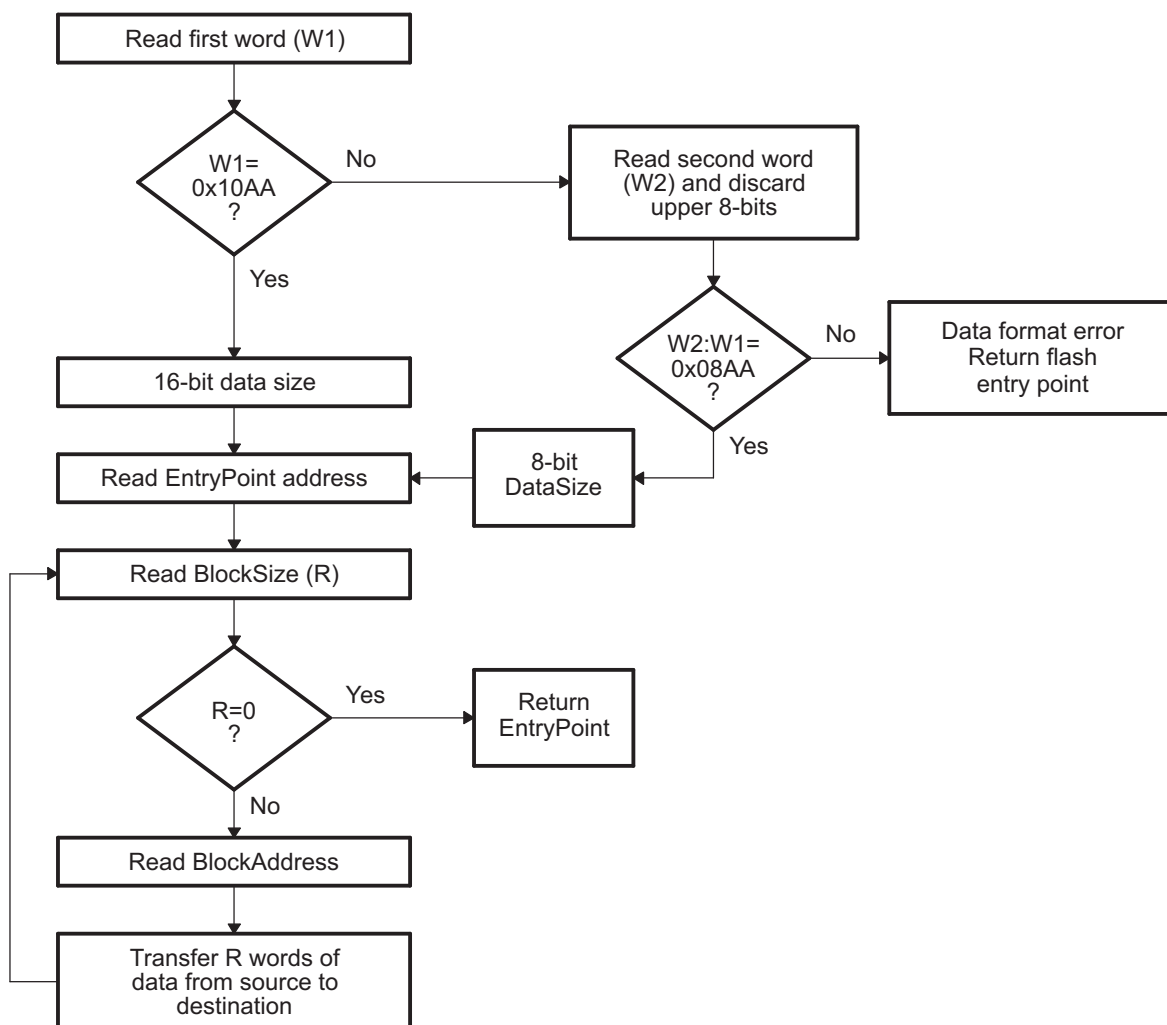 Read first word (W1)
W1=
0x10AA
?
No
Yes
Read second word
(W2) and discard
upper 8-bits
W2:W1=
0x08AA
?
No
Yes
Data format error
Return flash
entry point
16-bit data size
8-bit
DataSize
Read EntryPoint address
Read BlockSize (R)
R=0
?
Yes
No
Return
EntryPoint
Read BlockAddress
Transfer R words of
data from source to
destination